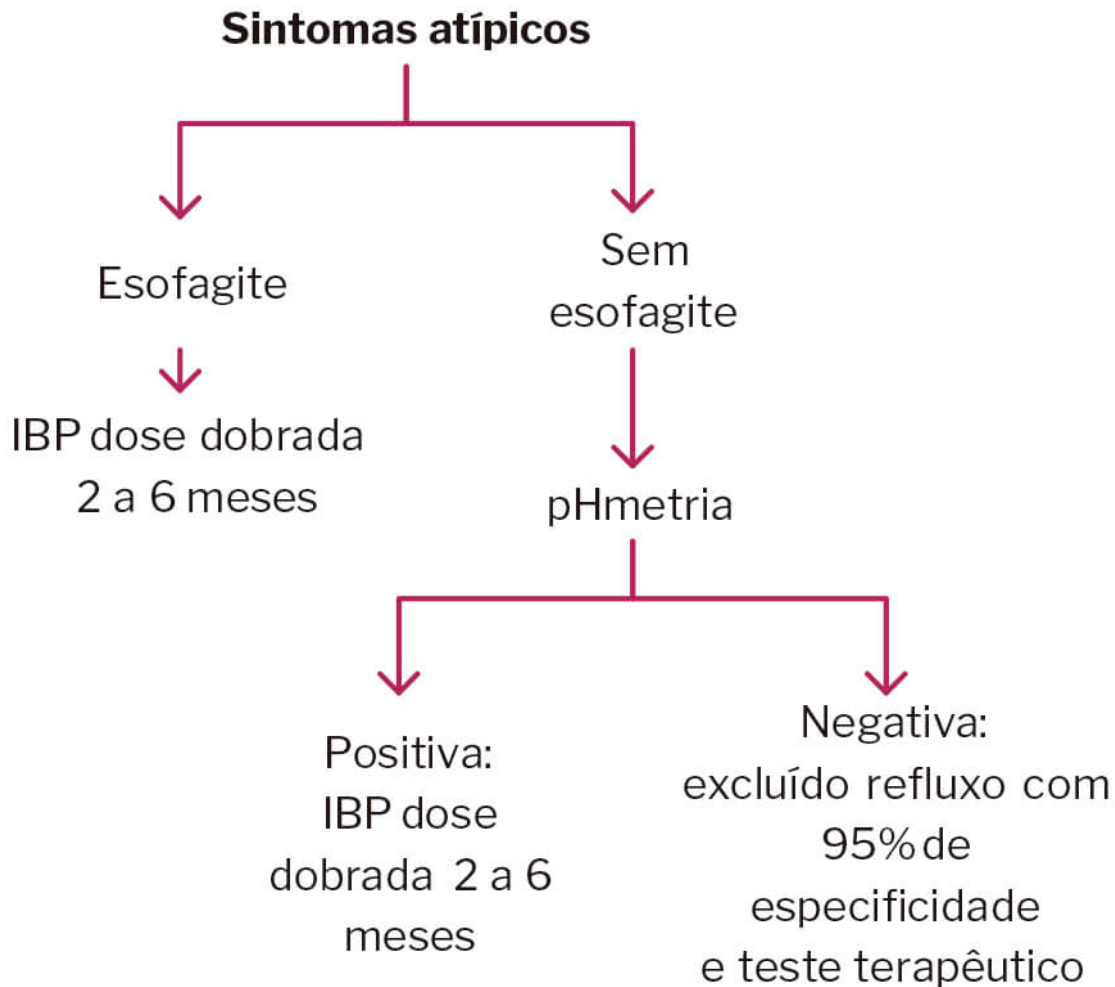 Sintomas atípicos
Esofagite
IBP dose dobrada
2 a 6 meses
Sem
esofagite
pHmetria
Positiva:
IBP dose
dobrada 2 a 6
meses
Negativa:
excluído refluxo com
95% de
especificidade
e teste terapêutico